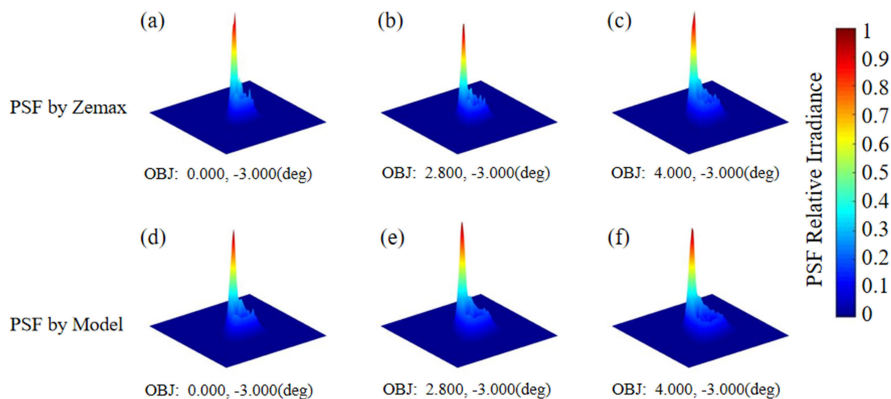 (a)
(b)
(c)
PSF by Zemax
OBJ: 0.000, -3.000(deg)
OBJ: 2.800, -3.000(deg)
OBJ: 4.000, -3.000(deg)
(d)
(e)
(f)
PSF by Model
OBJ: 0.000, -3.000(deg)
OBJ: 2.800, -3.000(deg)
OBJ: 4.000, -3.000(deg)
PSF Relative Irradiance
1
0.9
0.8
0.7
0.6
0.5
0.4
0.3
0.2
0.1
0